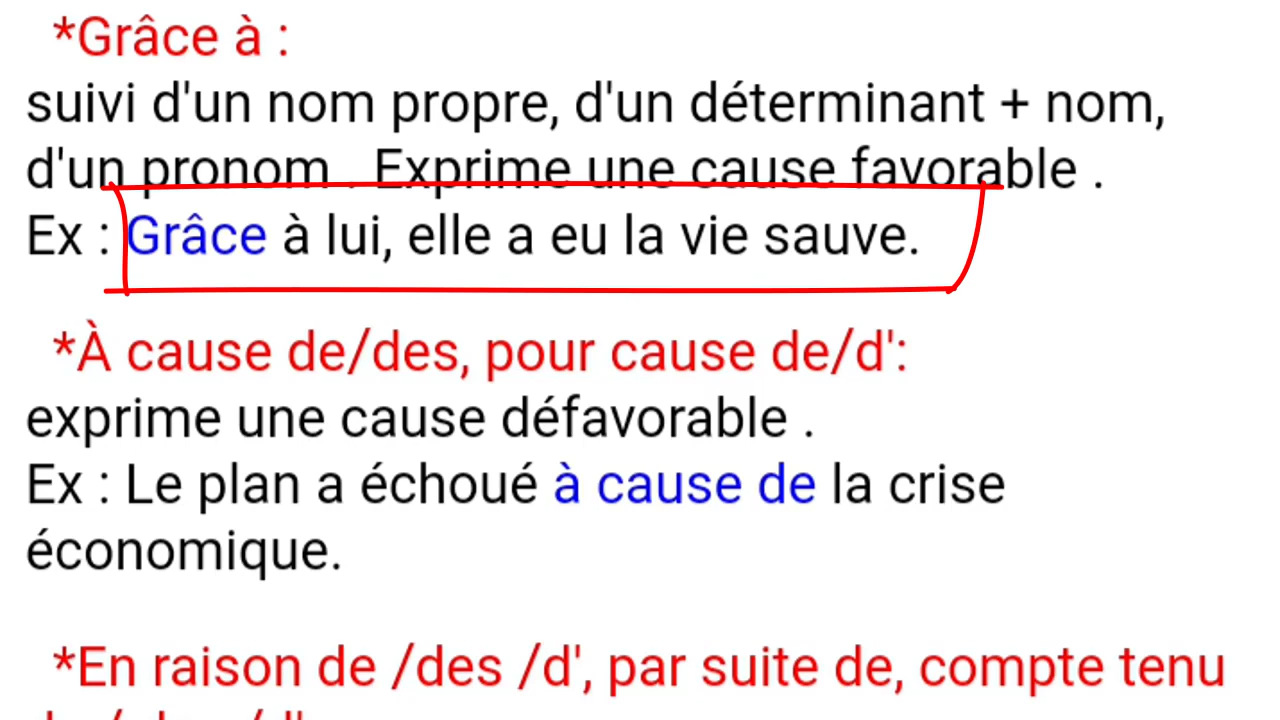 *Grâce à :
suivi d'un nom propre, d'un déterminant + nom,
d'un pronom . Exprime une cause favorable .
Ex : Grâce à lui, elle a eu la vie sauve.
*À cause de/des, pour cause de/d':
exprime une cause défavorable .
Ex : Le plan a échoué à cause de la crise
économique.
*En raison de /des /d', par suite de, compte tenu